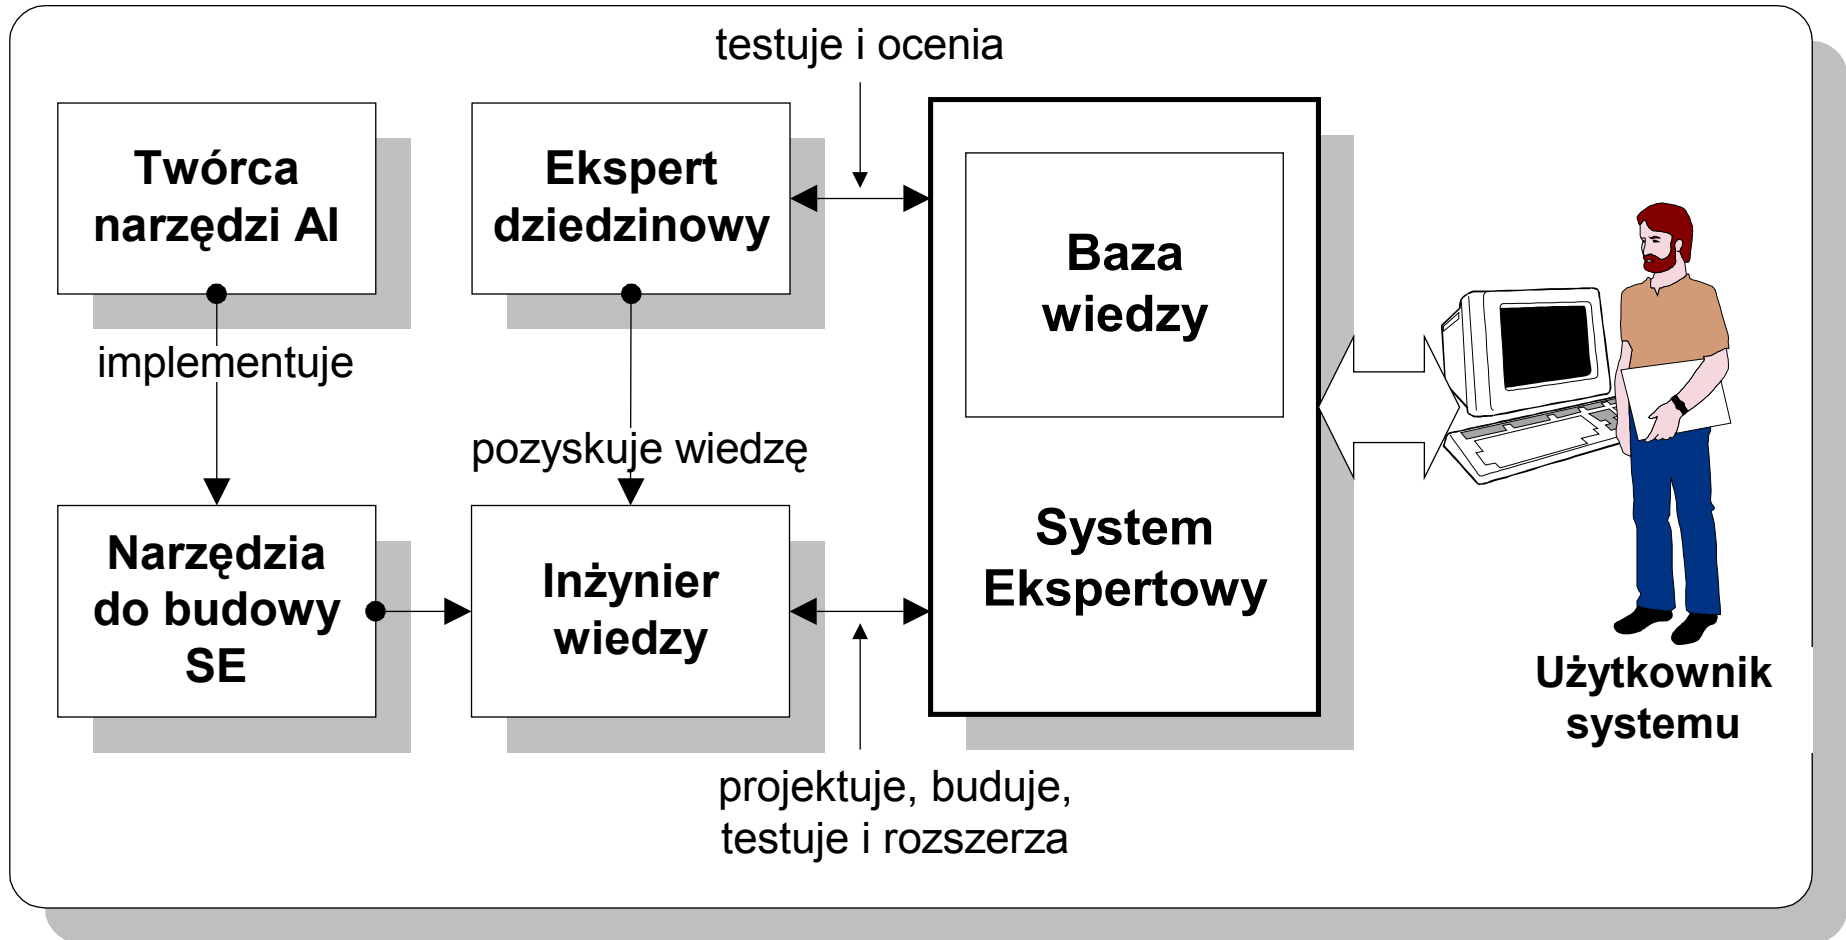 testuje i ocenia
Twórca
narzędzi AI
Ekspert
dziedzinowy
Baza
wiedzy
implementuje
pozyskuje wiedzę
Narzędzia
do budowy
SE
Inżynier
wiedzy
System
Ekspertowy
Użytkownik
systemu
projektuje, buduje,
testuje i rozszerza